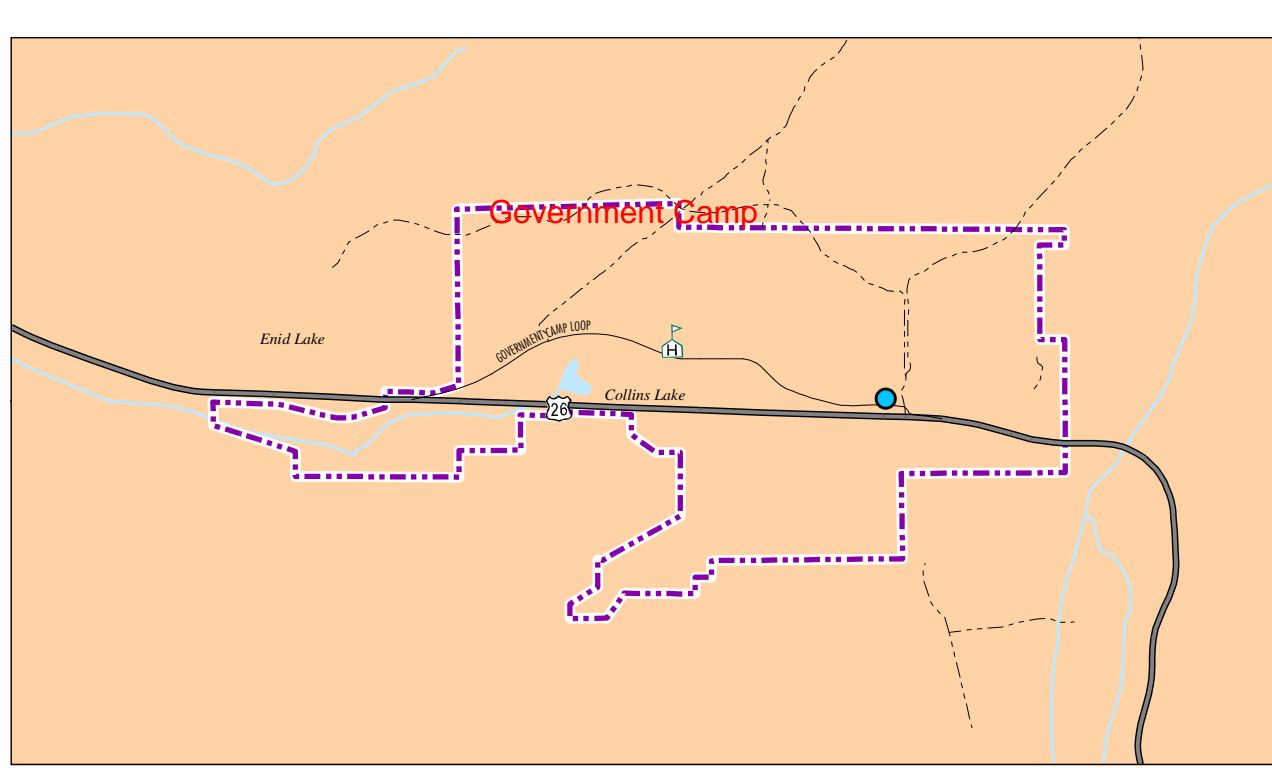 Government Camp
GOVERNMENT CAMP LOOP
Enid Lake
H
Collins Lake
26